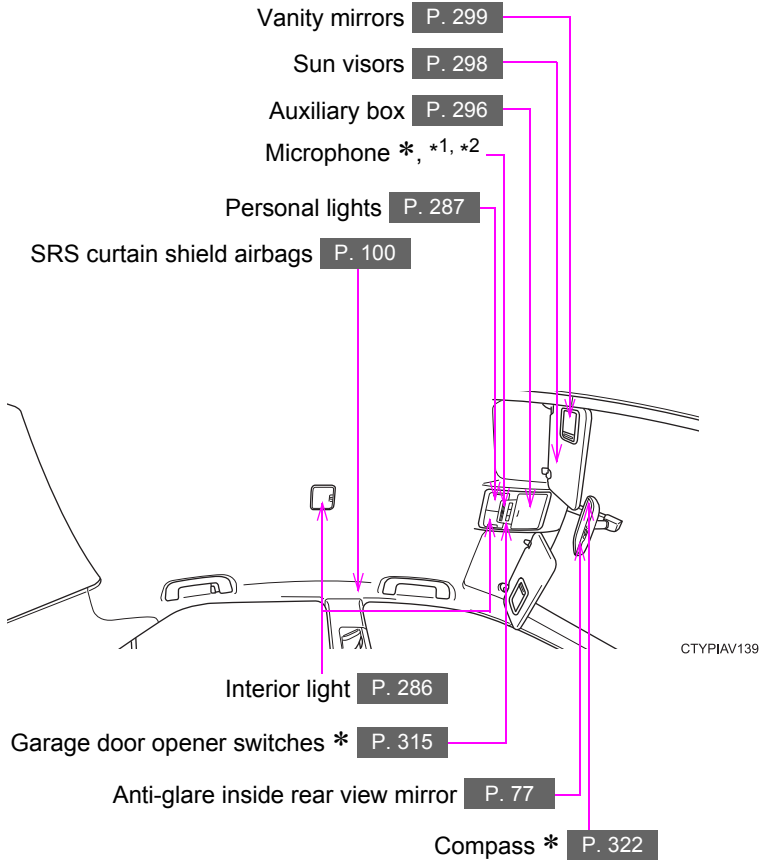 Vanity mirrors P. 299
Sun visors P. 298
Auxiliary box P. 296
Microphone *, *1, *2
Personal lights P. 287
SRS curtain shield airbags P. 100
CTYPIAV139
Interior light P. 286
Garage door opener switches * P. 315
Anti-glare inside rear view mirror P. 77
Compass * P. 322